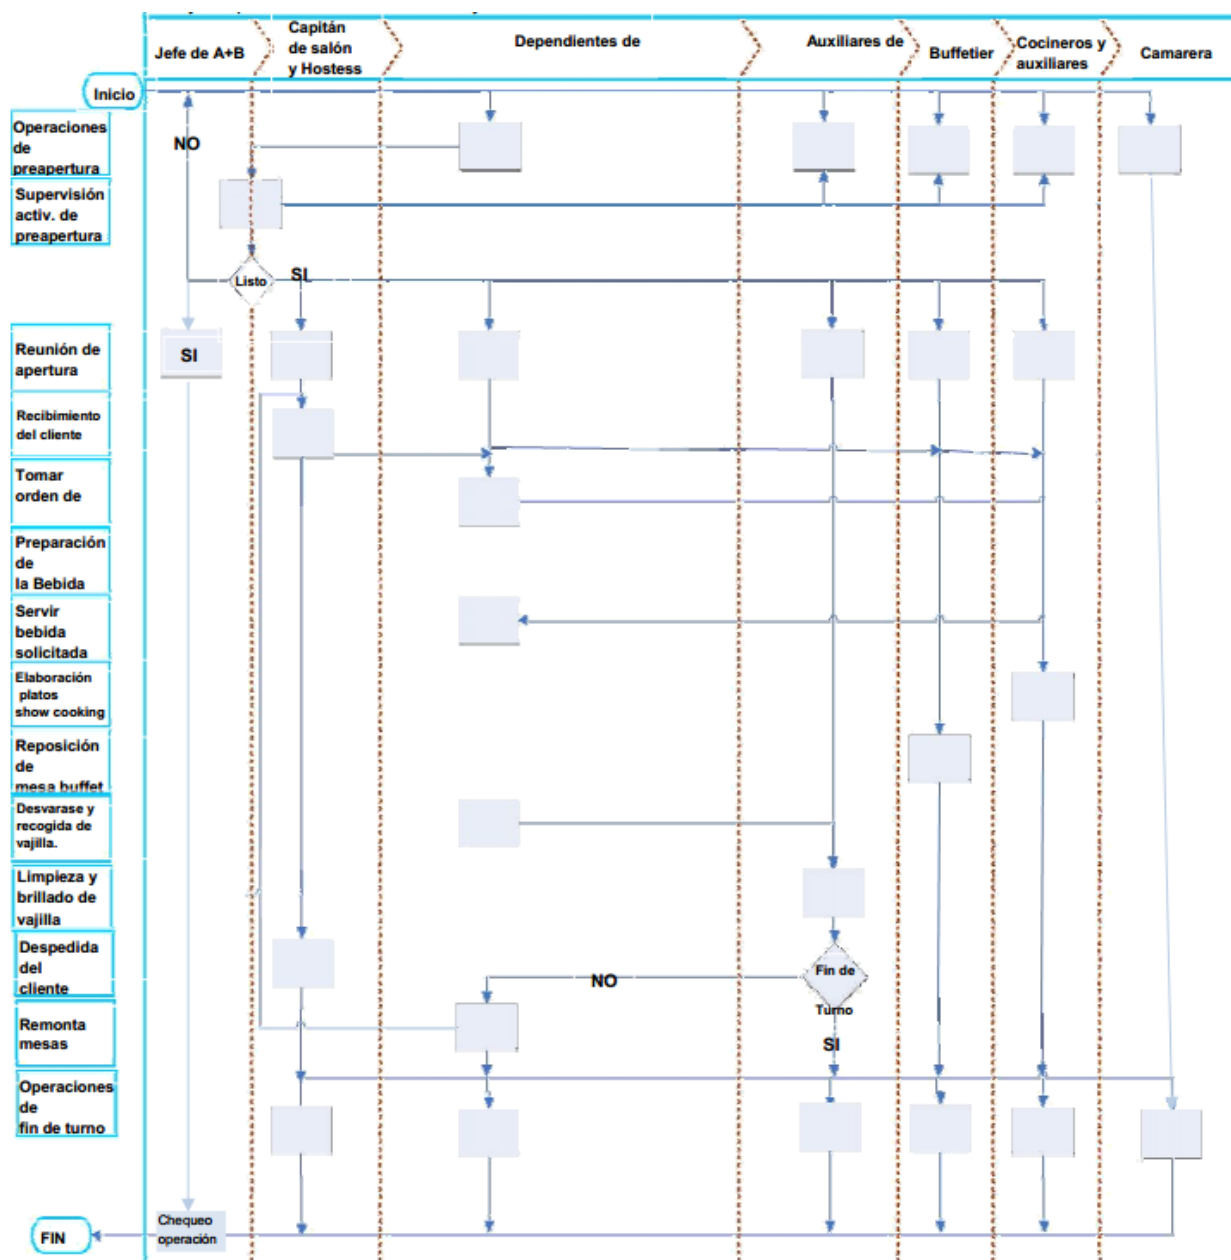 Jefe de A+B
Capitán
de salón
y Hostess
Dependientes de
Auxiliares de
Buffetier
Cocineros y
auxiliares
Camarera
Inicio
Operaciones
de
preapertura
NO
Supervisión
activ. de
preapertura
Listo
SI
Reunión de
apertura
SI
Recibimiento
del cliente
Tomar
orden de
Preparación
de
la Bebida
Servir
bebida
solicitada
Elaboración
platos
show cooking
Reposición
de
mesa buffet
Desvarase y
recogida de
vajilla.
Limpieza y
brillado de
vajilla
Despedida
del
cliente
Fin de
Turno
NO
SI
Remonta
mesas
Operaciones
de
fin de turno
Chequeo
operación
FIN